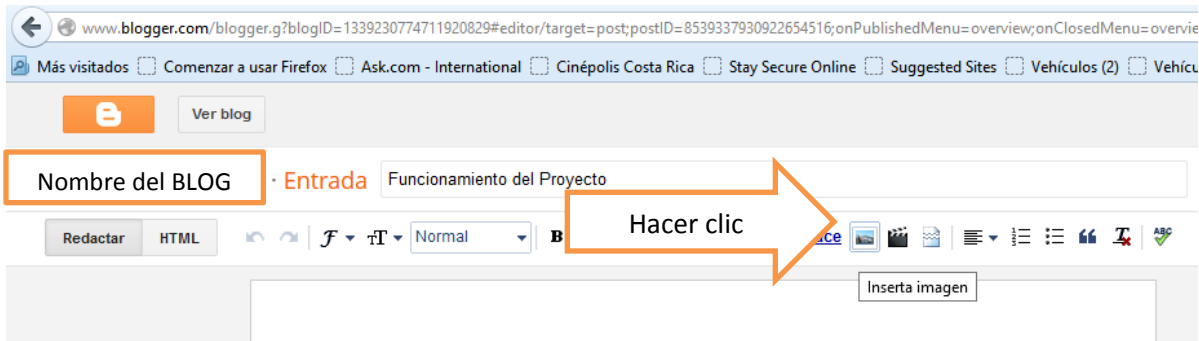 www.blogger.com/blogger.g?blogID=1339230774711920829#editor/target=post;postID=8539337930922654516;onPublishedMenu=overview;onClosedMenu=overvie
Más visitados Comenzar a usar Firefox Ask.com - International Cinépolis Costa Rica Stay Secure Online Suggested Sites Vehículos (2) Vehícu
Ver blog
Nombre del BLOG · Entrada Funcionamiento del Proyecto
Hacer clic
Redactar HTML F T Normal B ace ABC
Inserta imagen